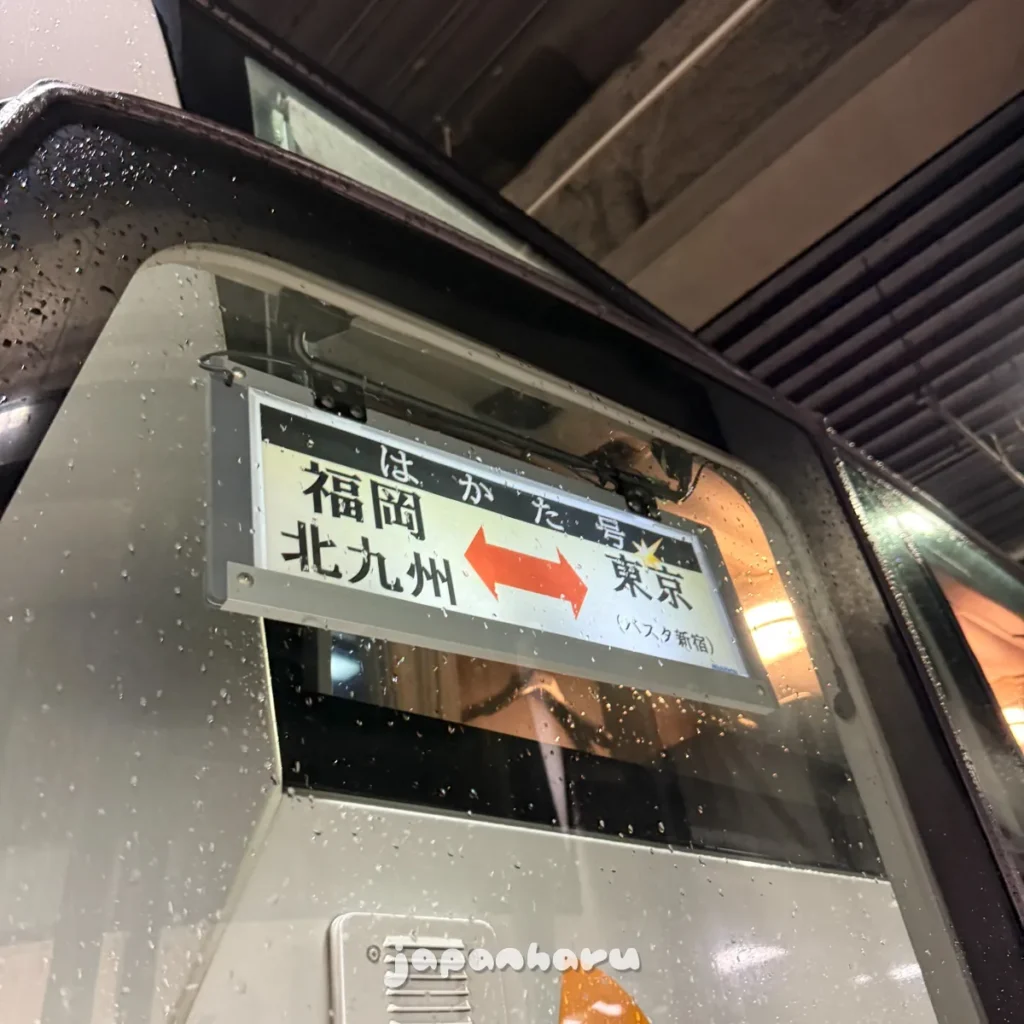 はかた号
福岡
北九州
東京
(バスタ新宿)
japanharu